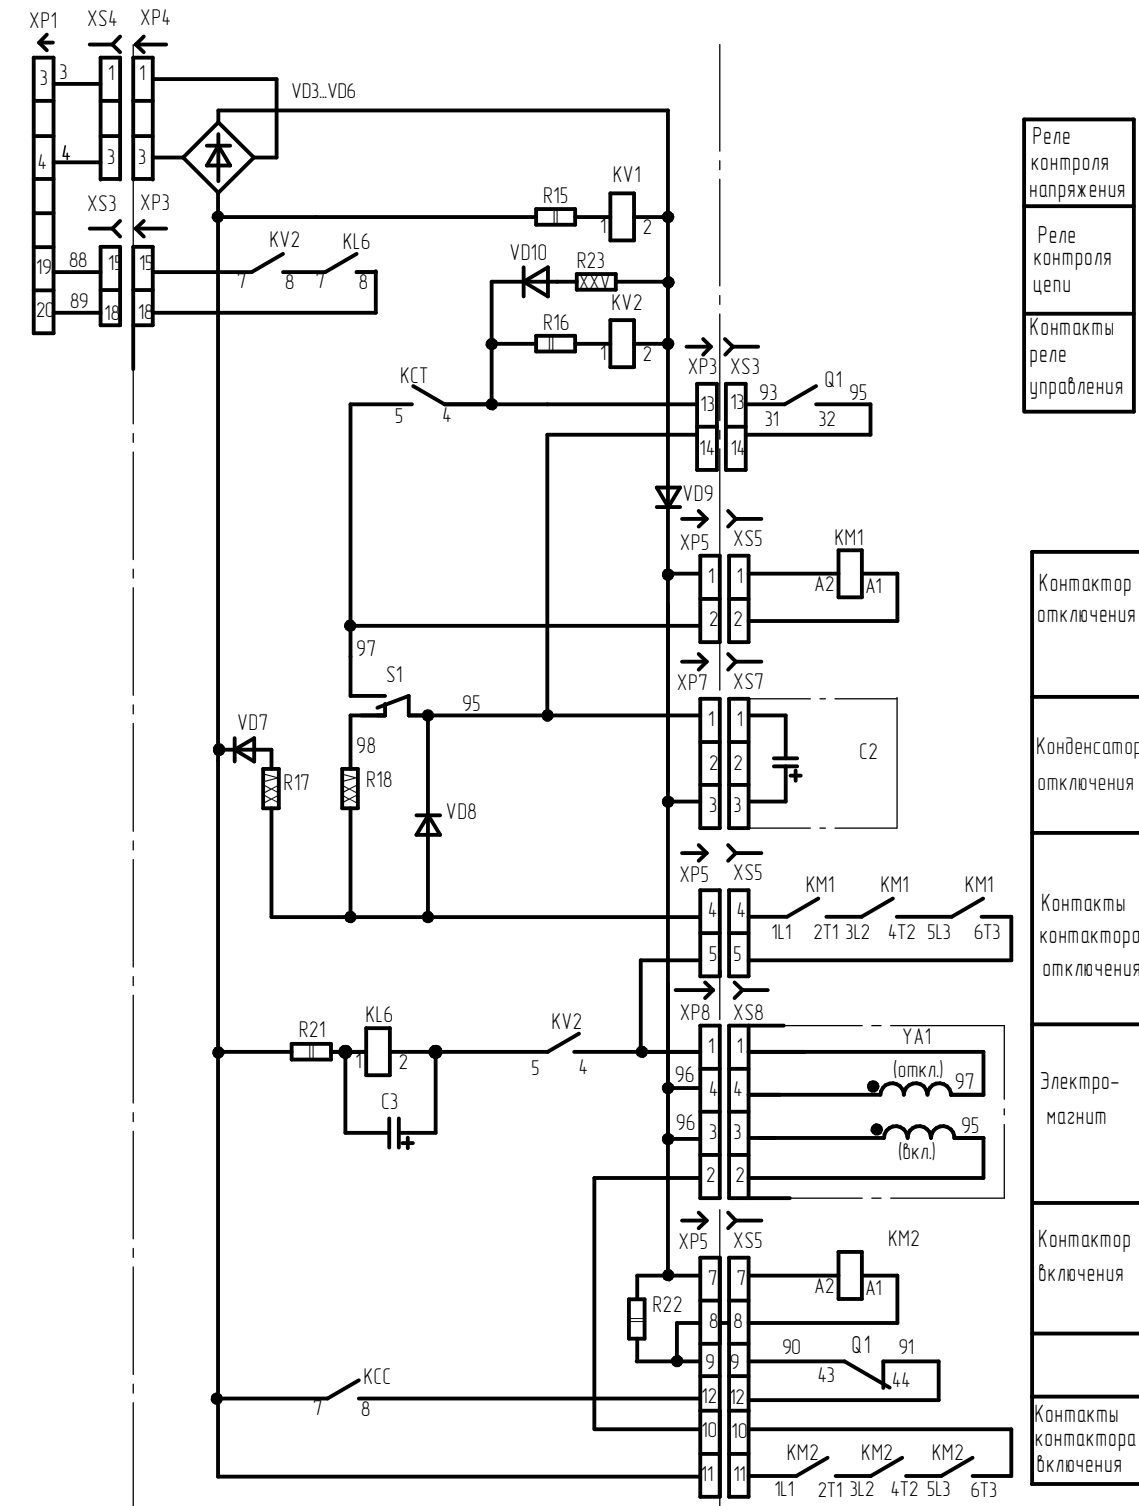 XP1 XS4 XP4
3 3 1 1
VD3...VD6
4 4 3 3
XS3 XP3
R15 KV1
1 2
KV2 KL6
19 88 15 15 7 8 7 8
VD10 R23
XXV
20 89 18 18
R16 KV2
1 2
KCT
5 4
XP3 XS3
13 13 93 Q1 95
31 32
14 14
VD9
XP5 XS5
KM1
1 1 A2 A1
2 2
97
XP7 XS7
S1
95
1 1
C2
VD7
98
2 2
R17 XXV
R18 XXV
3 3
VD8
XP5 XS5
KM1 KM1 KM1
4 4
1L1 2T1 3L2 4T2 5L3 6T3
5 5
XP8 XS8
R21 KL6 KV2
1 2 5 4
1 1 YA1
96 (откл.) 97
4 4
C3
96 3 3 95
(вкл.)
2 2
XP5 XS5
KM2
7 7 A2 A1
R22
8 8
90 Q1 91
9 9 43 44
KCC
7 8
12 12
10 10
KM2 KM2 KM2
11 11
1L1 2T1 3L2 4T2 5L3 6T3
Реле
контроля
напряжения
Реле
контроля
цепи
Контакты
реле
управления
Контактор
отключения
Конденсатор
отключения
Контакты
контактора
отключения
Электро-
магнит
Контактор
включения
Контакты
контактора
включения